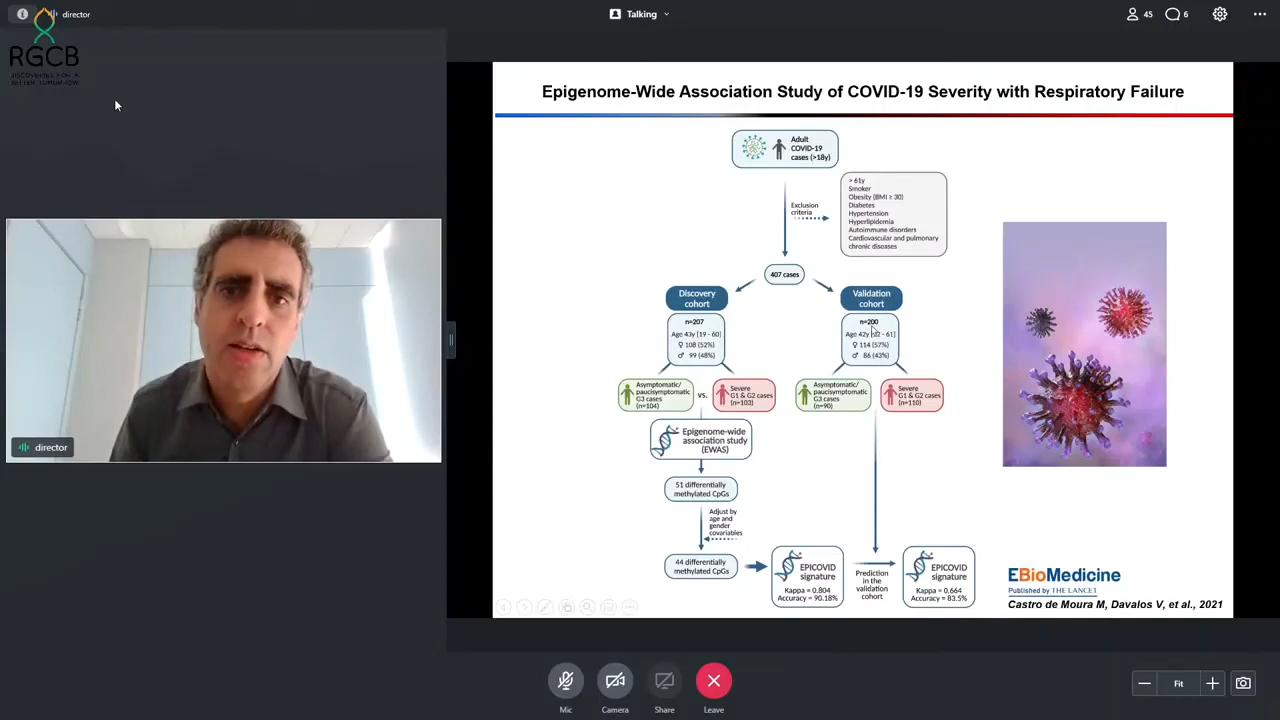 director
RGCB
DISCOVERIES FOR A
BETTER TOMORROW
Talking
45
6
Epigenome-Wide Association Study of COVID-19 Severity with Respiratory Failure
Adult
COVID-19
cases (>18y)
Exclusion
criteria
> 61y
Smoker
Obesity (BMI ≥ 30)
Diabetes
Hypertension
Hyperlipidemia
Autoimmune disorders
Cardiovascular and pulmonary
chronic diseases
407 cases
Discovery
cohort
n=207
Age 43y [19 - 60]
♀ 108 (52%)
♂ 99 (48%)
Validation
cohort
n=200
Age 42y - 61]
♀ 114 (57%)
♂ 86 (43%)
Asymptomatic/
paucisymptomatic
G3 cases
(n=104)
vs.
Severe
G1 & G2 cases
(n=103)
Asymptomatic/
paucisymptomatic
G3 cases
(n=90)
Severe
G1 & G2 cases
(n=110)
Epigenome-wide
association study
(EWAS)
51 differentially
methylated CpGs
Adjust by
age and
gender
covariables
44 differentially
methylated CpGs
EPICOVID
signature
Kappa = 0.804
Accuracy = 90.18%
Prediction
in the
validation
cohort
EPICOVID
signature
Kappa = 0.664
Accuracy = 83.5%
EBioMedicine
Published by THE LANCET
Castro de Moura M, Davalos V, et al., 2021
director
Mic
Camera
Share
Leave
Fit